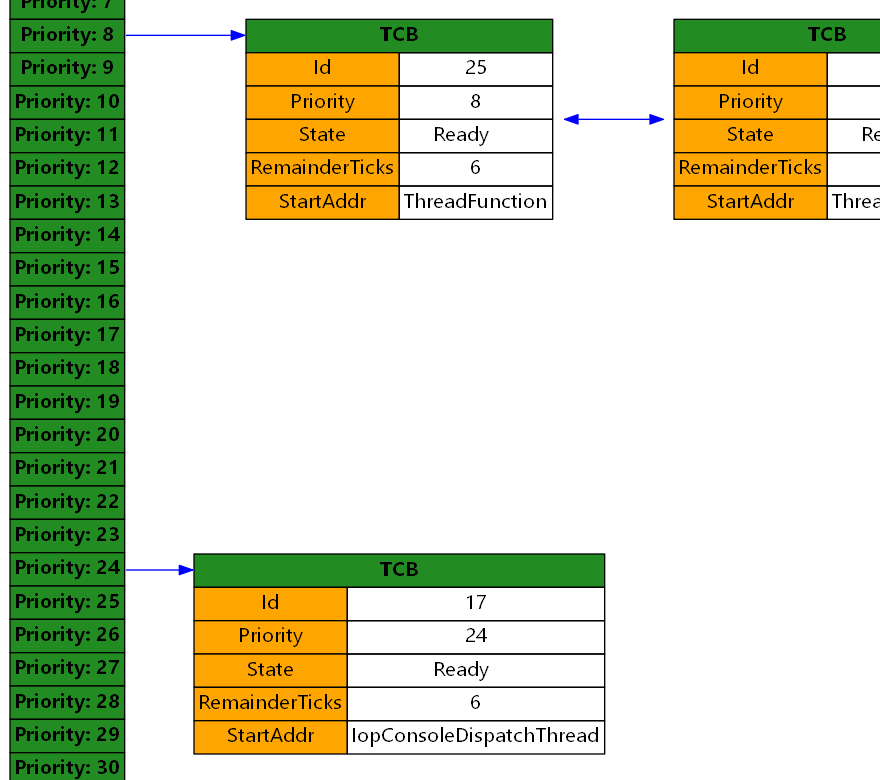 Priority: 7
Priority: 8
Priority: 9
Priority: 10
Priority: 11
Priority: 12
Priority: 13
Priority: 14
Priority: 15
Priority: 16
Priority: 17
Priority: 18
Priority: 19
Priority: 20
Priority: 21
Priority: 22
Priority: 23
Priority: 24
Priority: 25
Priority: 26
Priority: 27
Priority: 28
Priority: 29
Priority: 30
TCB
Id 25
Priority 8
State Ready
RemainderTicks 6
StartAddr ThreadFunction
TCB
Id
Priority
State
RemainderTicks
StartAddr
TCB
Id 17
Priority 24
State Ready
RemainderTicks 6
StartAddr IopConsoleDispatchThread